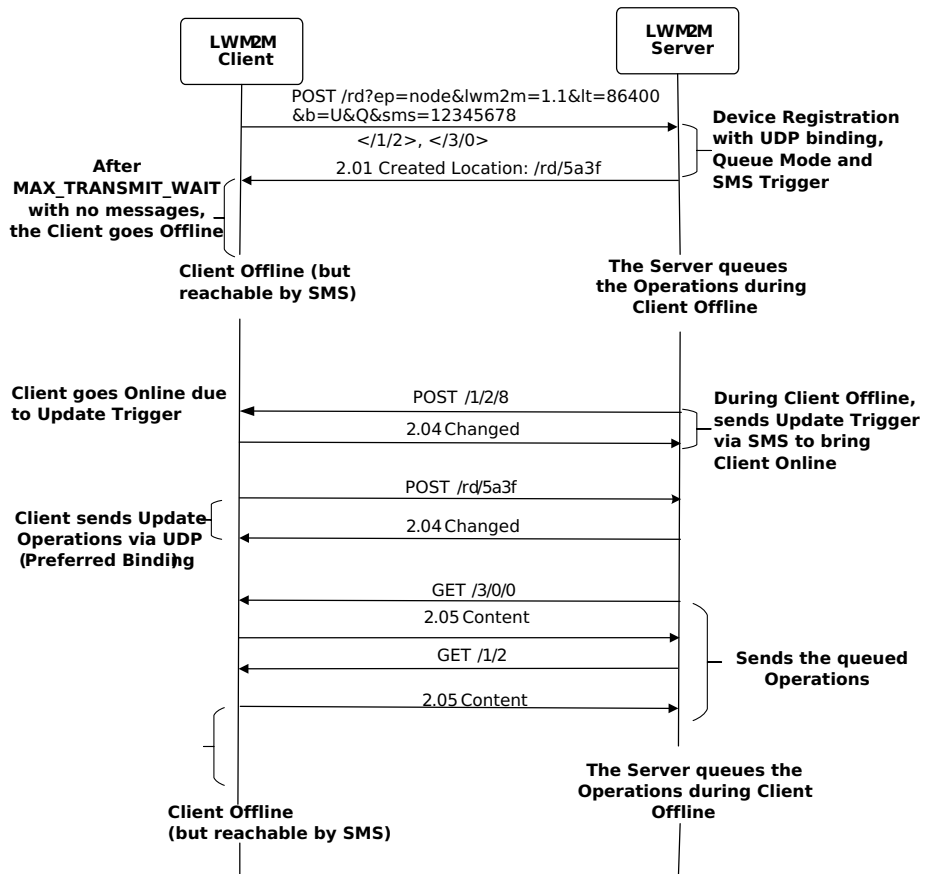 LWM2M
Client
LWM2M
Server
POST /rd?ep=node&lwm2m=1.1&lt=86400
&b=U&Q&sms=12345678
</1/2>, </3/0>
2.01 Created Location: /rd/5a3f
Device Registration
with UDP binding,
Queue Mode and
SMS Trigger
After
MAX_TRANSMIT_WAIT
with no messages,
the Client goes Offline
Client Offline (but
reachable by SMS)
The Server queues
the Operations during
Client Offline
Client goes Online due
to Update Trigger
POST /1/2/8
2.04 Changed
During Client Offline,
sends Update Trigger
via SMS to bring
Client Online
POST /rd/5a3f
2.04 Changed
Client sends Update
Operations via UDP
(Preferred Binding)
GET /3/0/0
2.05 Content
GET /1/2
2.05 Content
Sends the queued
Operations
The Server queues the
Operations during Client
Offline
Client Offline
(but reachable by SMS)